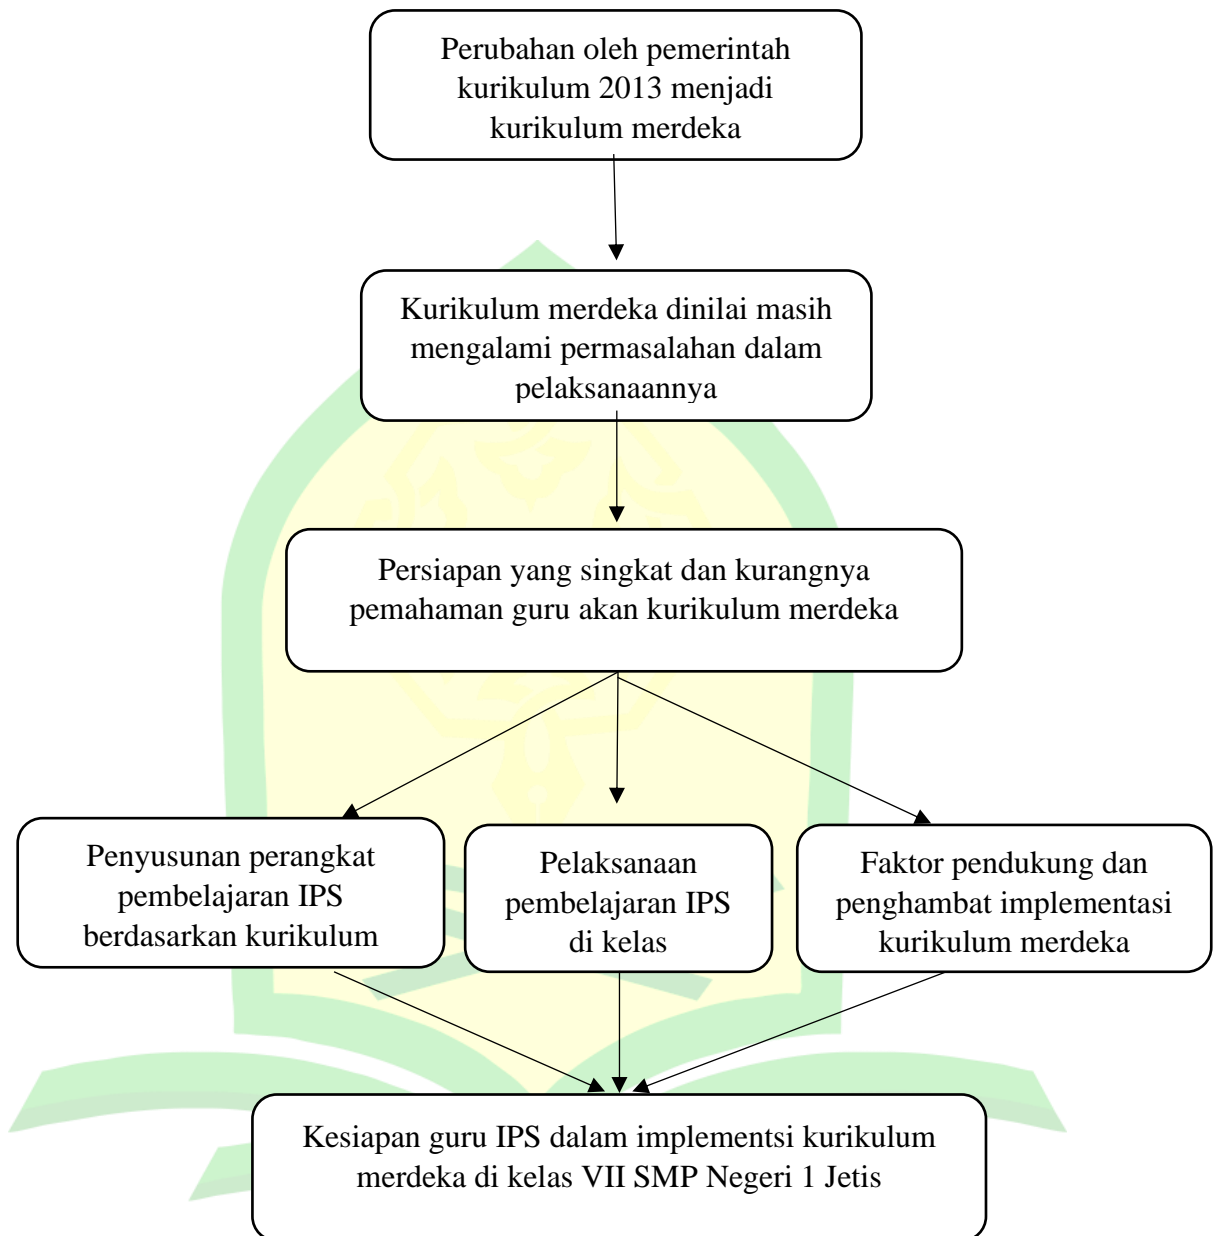 Perubahan oleh pemerintah
kurikulum 2013 menjadi
kurikulum merdeka
Kurikulum merdeka dinilai masih
mengalami permasalahan dalam
pelaksanaannya
Persiapan yang singkat dan kurangnya
pemahaman guru akan kurikulum merdeka
Penyusunan perangkat
pembelajaran IPS
berdasarkan kurikulum
Pelaksanaan
pembelajaran IPS
di kelas
Faktor pendukung dan
penghambat implementasi
kurikulum merdeka
Kesiapan guru IPS dalam implementsi kurikulum
merdeka di kelas VII SMP Negeri 1 Jetis